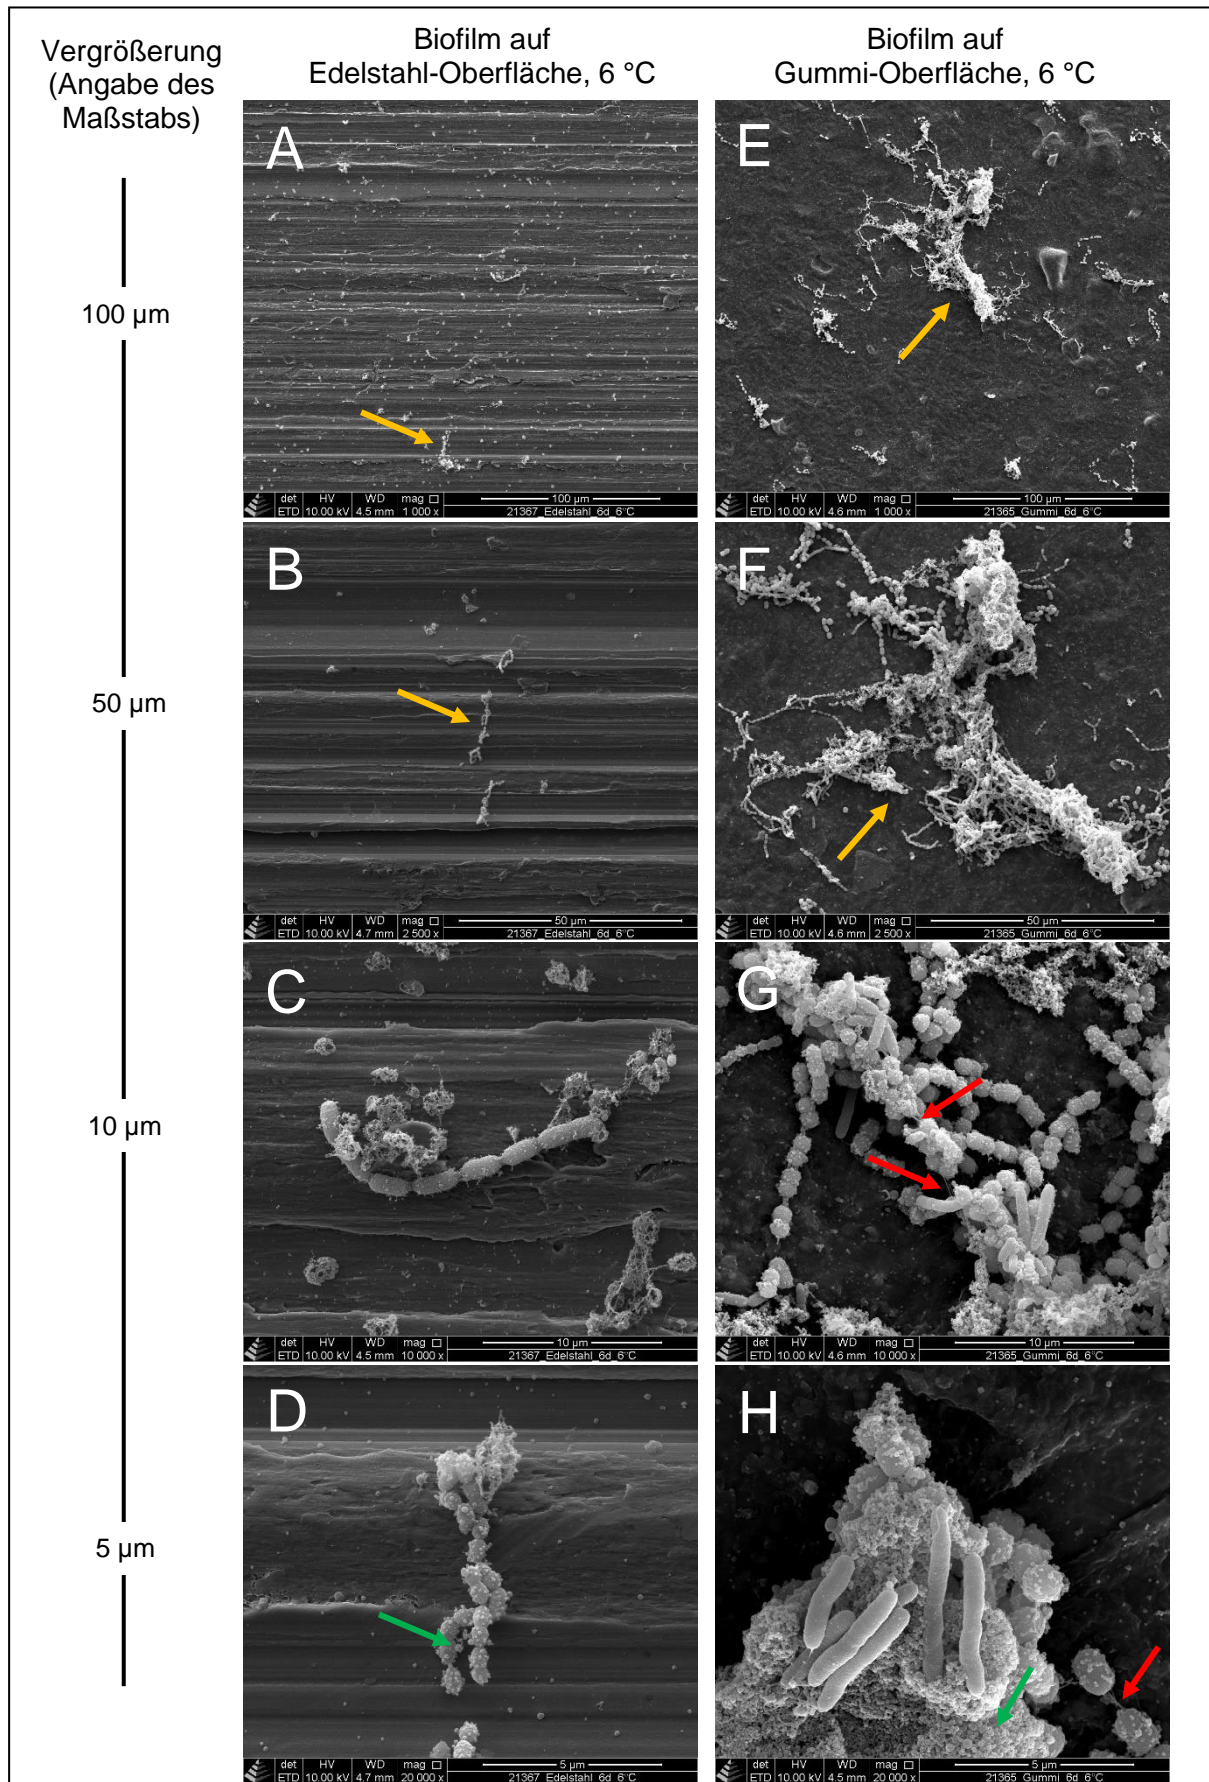 Vergrößerung
(Angabe des
Maßstabs)
Biofilm auf
Edelstahl-Oberfläche, 6 °C
Biofilm auf
Gummi-Oberfläche, 6 °C
100 µm
A
det HV WD mag □ 100 µm
ETD 10.00 kV 4.5 mm 1 000 x 21367_Edelstahl_6d_6°C
E
det HV WD mag □ 100 µm
ETD 10.00 kV 4.6 mm 1 000 x 21365_Gummi_6d_6°C
50 µm
B
det HV WD mag □ 50 µm
ETD 10.00 kV 4.7 mm 2 500 x 21367_Edelstahl_6d_6°C
F
det HV WD mag □ 50 µm
ETD 10.00 kV 4.6 mm 2 500 x 21365_Gummi_6d_6°C
10 µm
C
det HV WD mag □ 10 µm
ETD 10.00 kV 4.5 mm 10 000 x 21367_Edelstahl_6d_6°C
G
det HV WD mag □ 10 µm
ETD 10.00 kV 4.6 mm 10 000 x 21365_Gummi_6d_6°C
5 µm
D
det HV WD mag □ 5 µm
ETD 10.00 kV 4.7 mm 20 000 x 21367_Edelstahl_6d_6°C
H
det HV WD mag □ 5 µm
ETD 10.00 kV 4.5 mm 20 000 x 21365_Gummi_6d_6°C